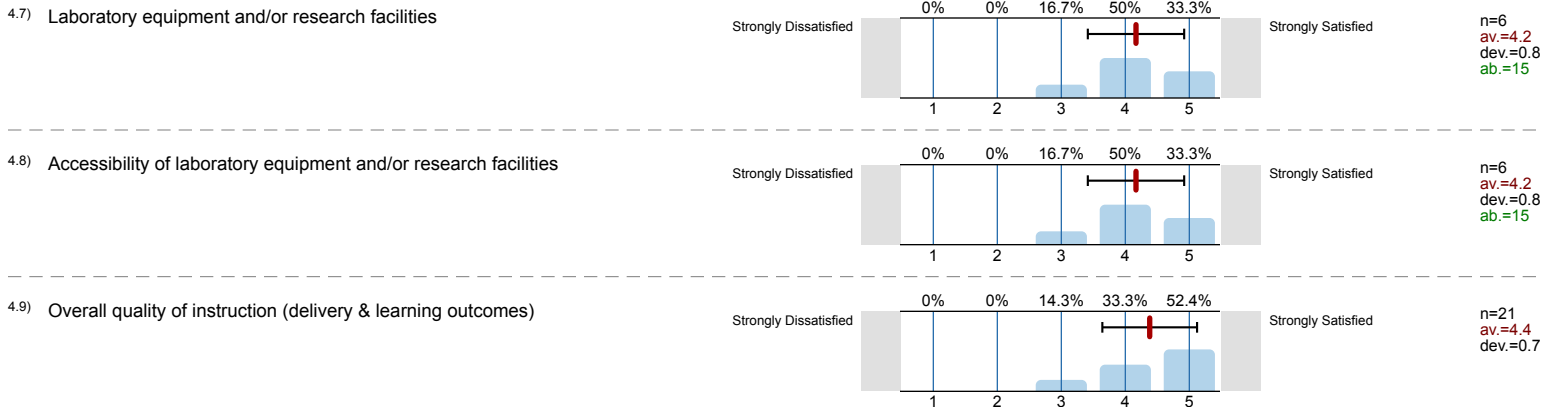 4.7) Laboratory equipment and/or research facilities
0% 0% 16.7% 50% 33.3%
Strongly Dissatisfied Strongly Satisfied
1 2 3 4 5
n=6
av.=4.2
dev.=0.8
ab.=15
4.8) Accessibility of laboratory equipment and/or research facilities
0% 0% 16.7% 50% 33.3%
Strongly Dissatisfied Strongly Satisfied
1 2 3 4 5
n=6
av.=4.2
dev.=0.8
ab.=15
4.9) Overall quality of instruction (delivery & learning outcomes)
0% 0% 14.3% 33.3% 52.4%
Strongly Dissatisfied Strongly Satisfied
1 2 3 4 5
n=21
av.=4.4
dev.=0.7